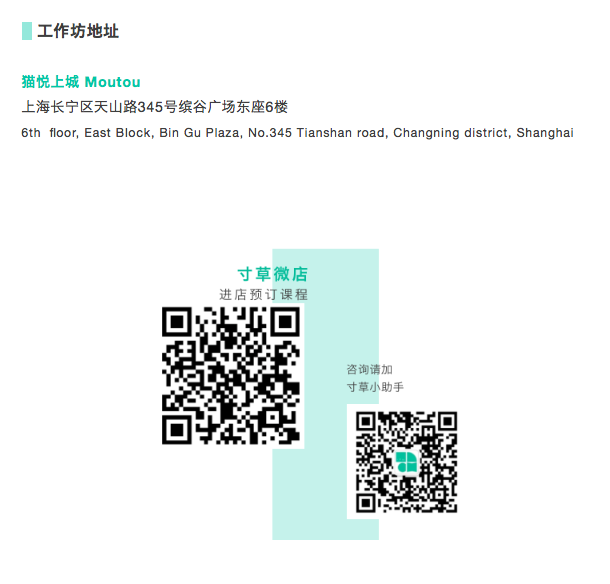 工作坊地址
猫悦上城 Moutou
上海长宁区天山路345号缤谷广场东座6楼
6th floor, East Block, Bin Gu Plaza, No.345 Tianshan road, Changning district, Shanghai
寸草微店
进店预订课程
咨询请加
寸草小助手